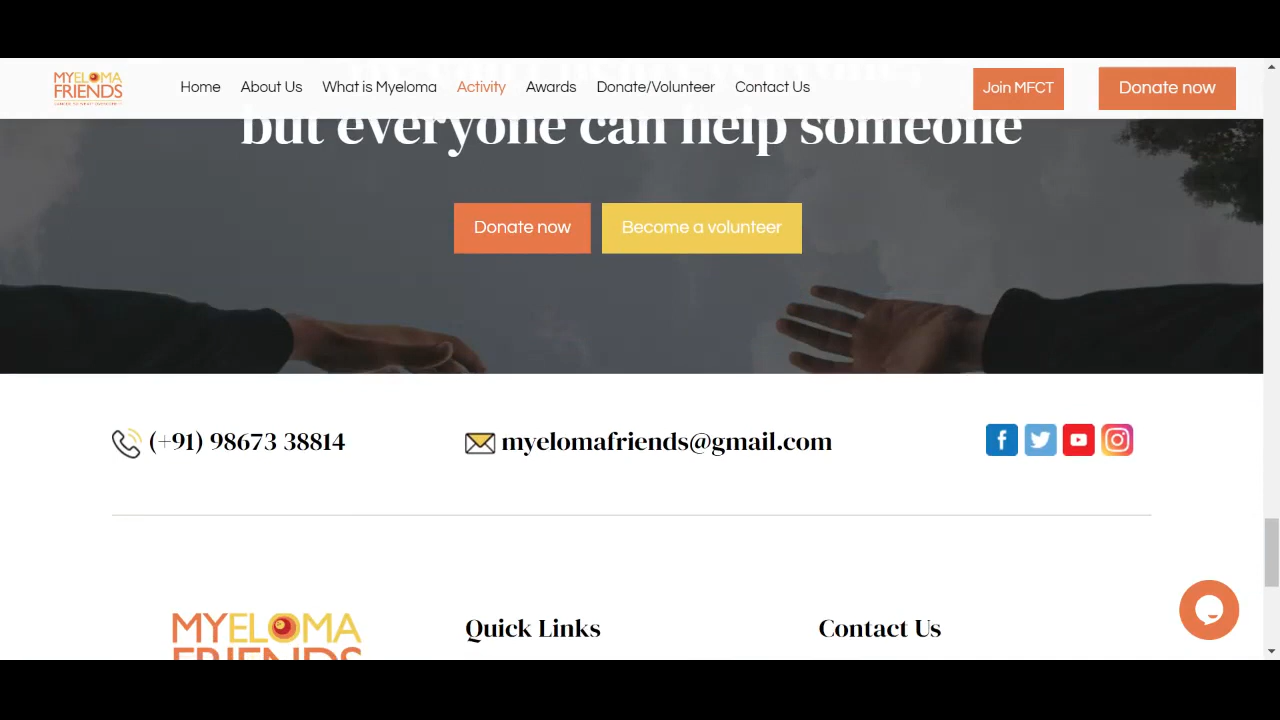 MYELOMA
FRIENDS
Home About Us What is Myeloma Activity Awards Donate/Volunteer Contact Us Join MFCT Donate now
but everyone can help someone
Donate now Become a volunteer
(+91) 98673 38814 myelomafriends@gmail.com
MYELOMA
FRIENDS
Quick Links Contact Us